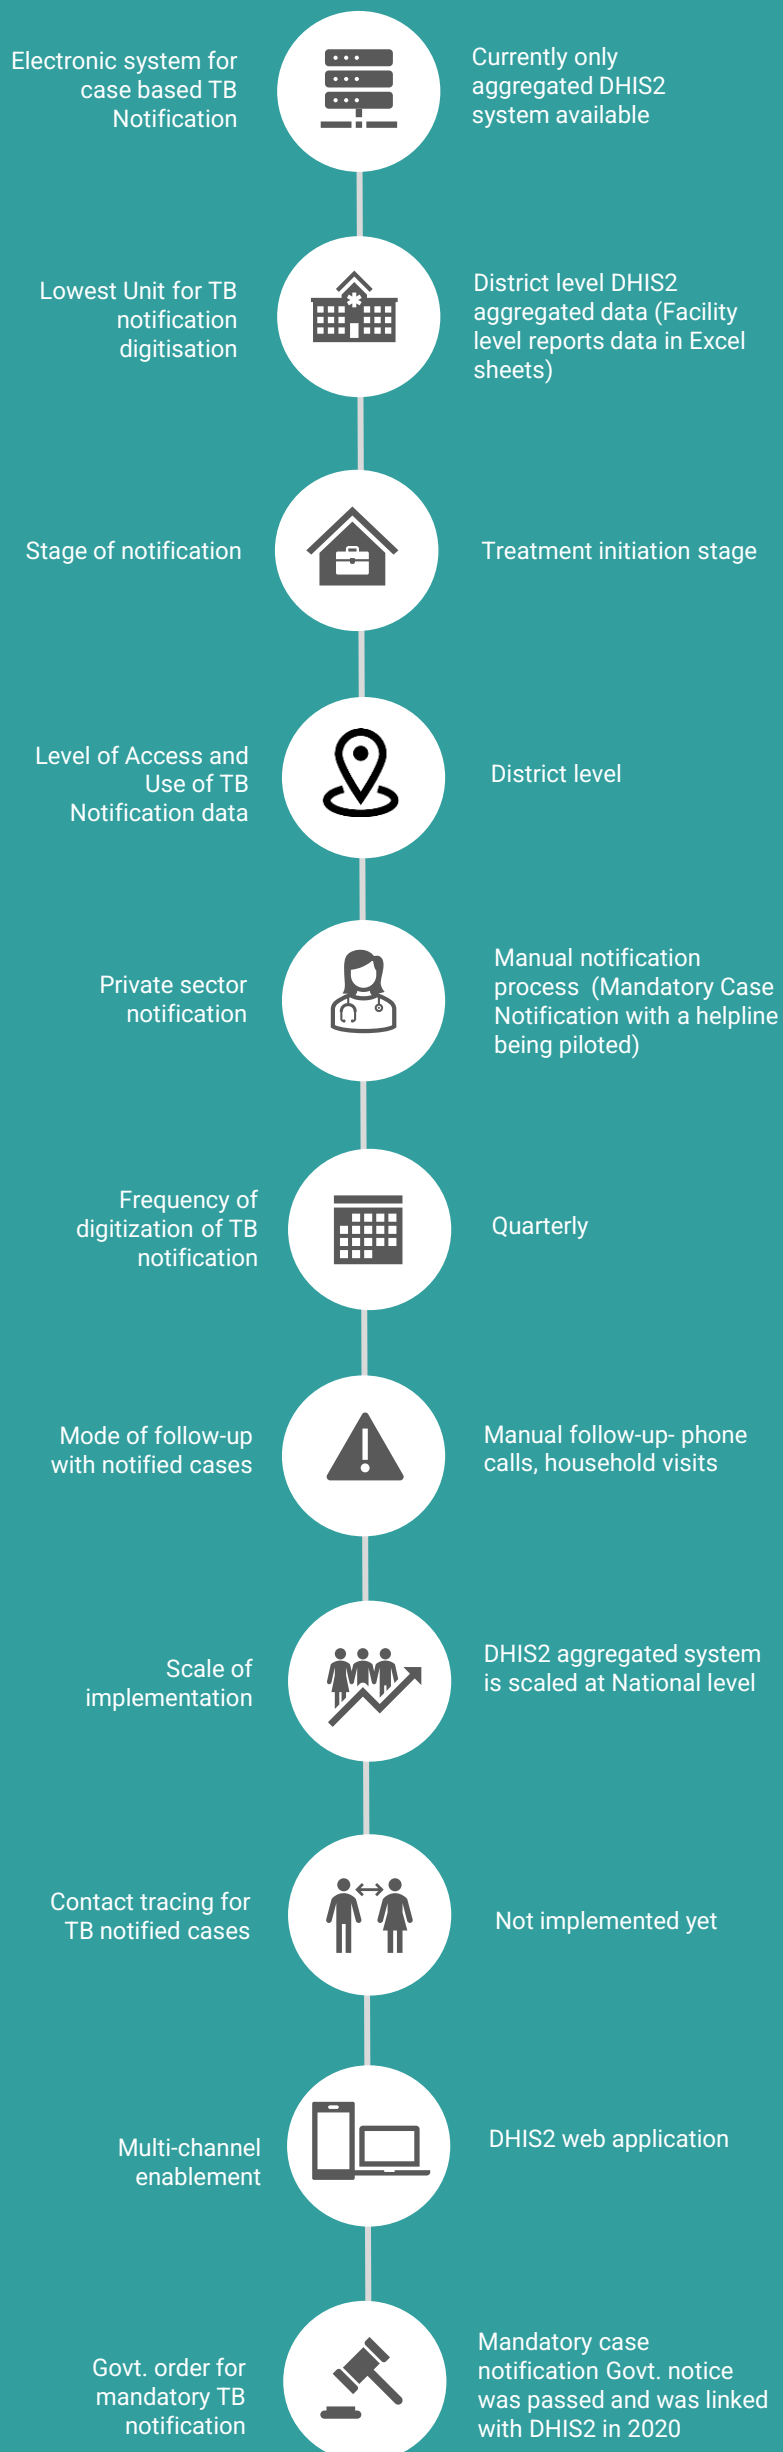 Electronic system for
case based TB
Notification
Currently only
aggregated DHIS2
system available
Lowest Unit for TB
notification
digitisation
District level DHIS2
aggregated data (Facility
level reports data in Excel
sheets)
Stage of notification
Treatment initiation stage
Level of Access and
Use of TB
Notification data
District level
Private sector
notification
Manual notification
process (Mandatory Case
Notification with a helpline
being piloted)
Frequency of
digitization of TB
notification
Quarterly
Mode of follow-up
with notified cases
Manual follow-up- phone
calls, household visits
Scale of
implementation
DHIS2 aggregated system
is scaled at National level
Contact tracing for
TB notified cases
Not implemented yet
Multi-channel
enablement
DHIS2 web application
Govt. order for
mandatory TB
notification
Mandatory case
notification Govt. notice
was passed and was linked
with DHIS2 in 2020